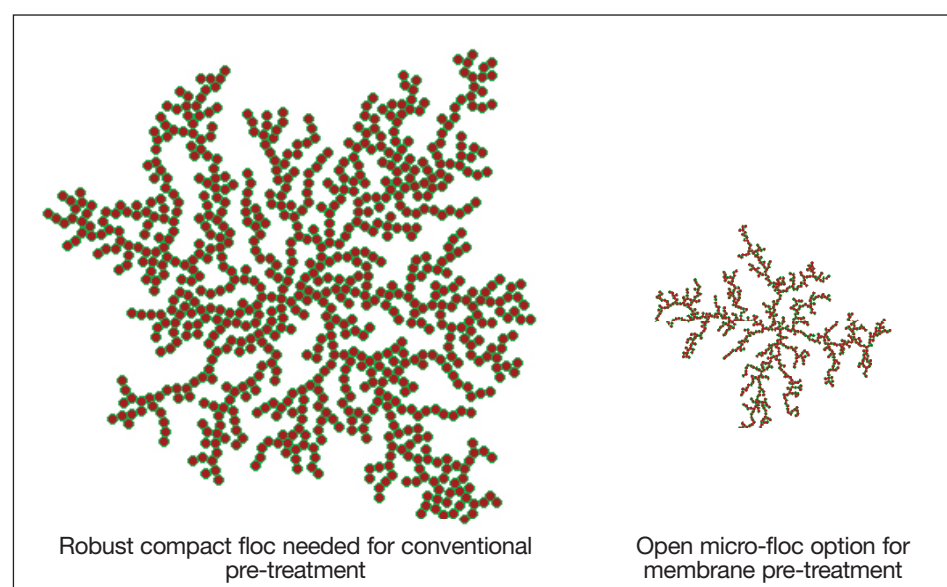 Robust compact floc needed for conventional
pre-treatment
Open micro-floc option for
membrane pre-treatment